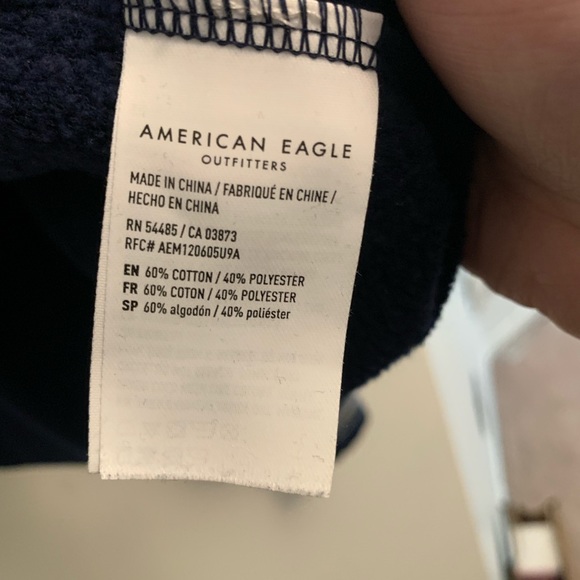 AMERICAN EAGLE
OUTFITTERS
MADE IN CHINA / FABRIQUÉ EN CHINE /
HECHO EN CHINA
RN 54485 / CA 03873
RFC# AEM120605U9A
EN 60% COTTON / 40% POLYESTER
FR 60% COTON / 40% POLYESTER
SP 60% algodón / 40% poliéster